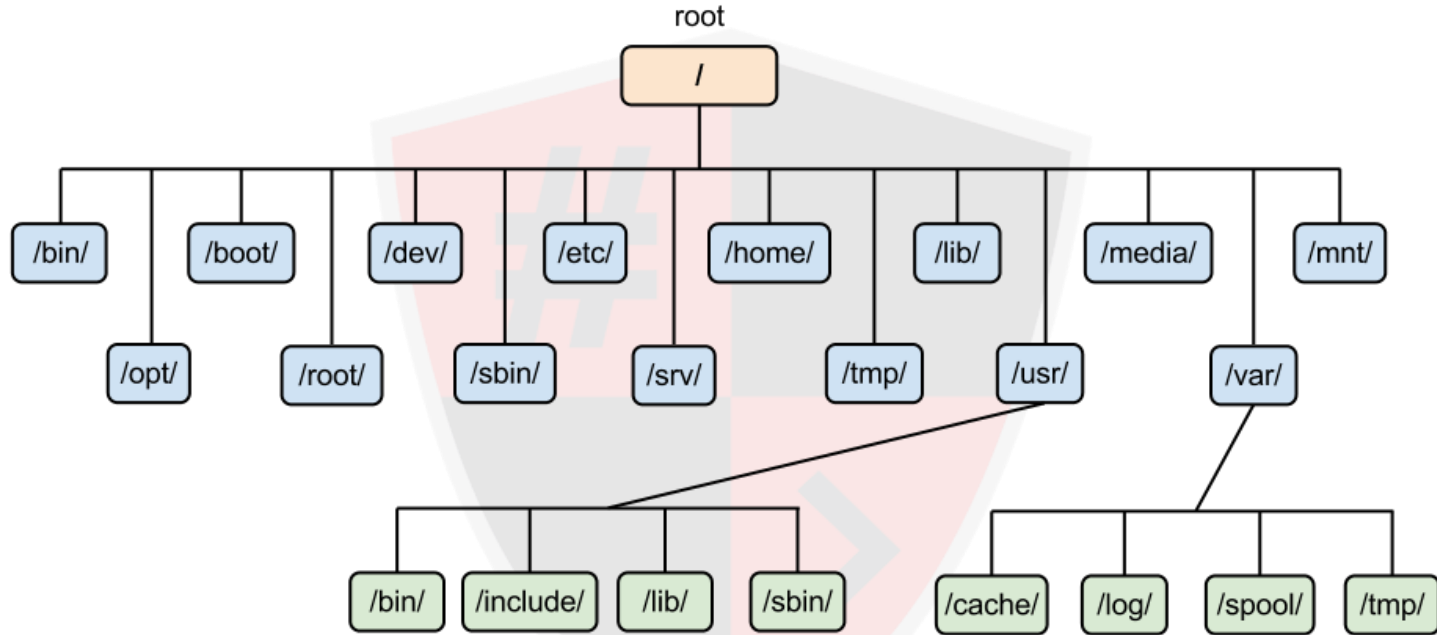 root
/
/bin/ /boot/ /dev/ /etc/ /home/ /lib/ /media/ /mnt/
/opt/ /root/ /sbin/ /srv/ /tmp/ /usr/ /var/
/bin/ /include/ /lib/ /sbin/ /cache/ /log/ /spool/ /tmp/